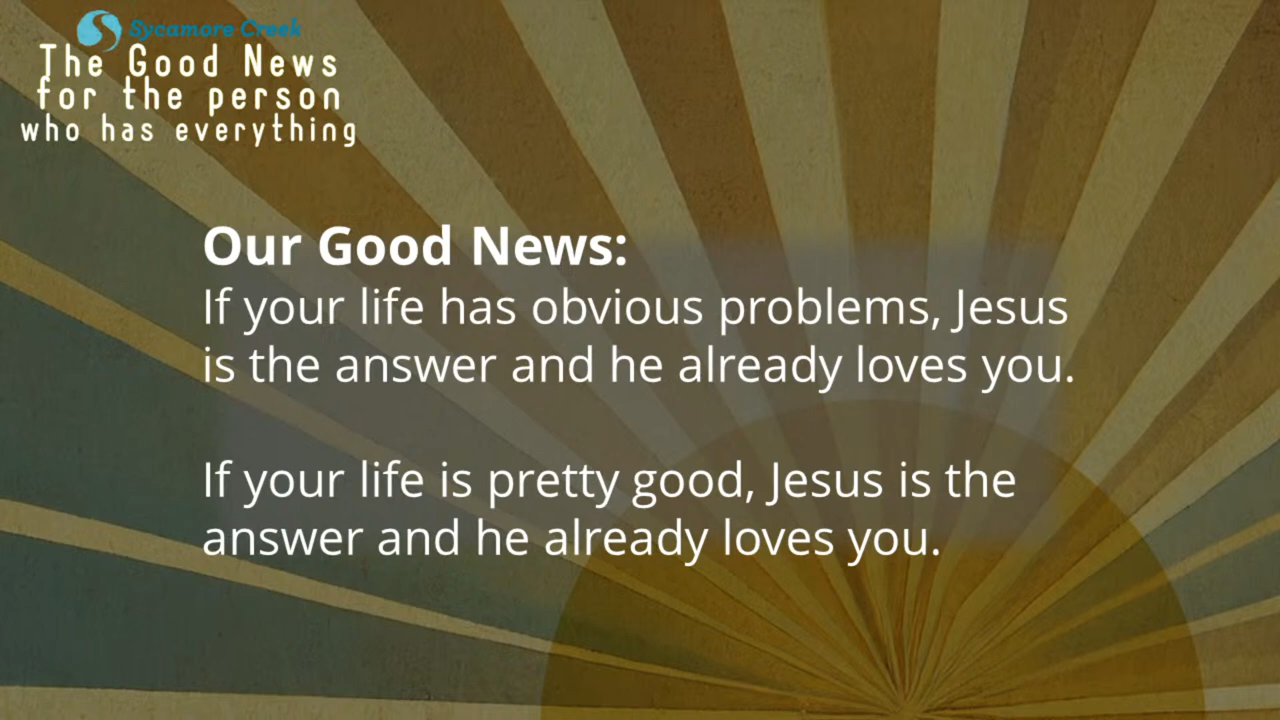 Sycamore Creek
The Good News
for the person
who has everything
Our Good News:
If your life has obvious problems, Jesus
is the answer and he already loves you.
If your life is pretty good, Jesus is the
answer and he already loves you.